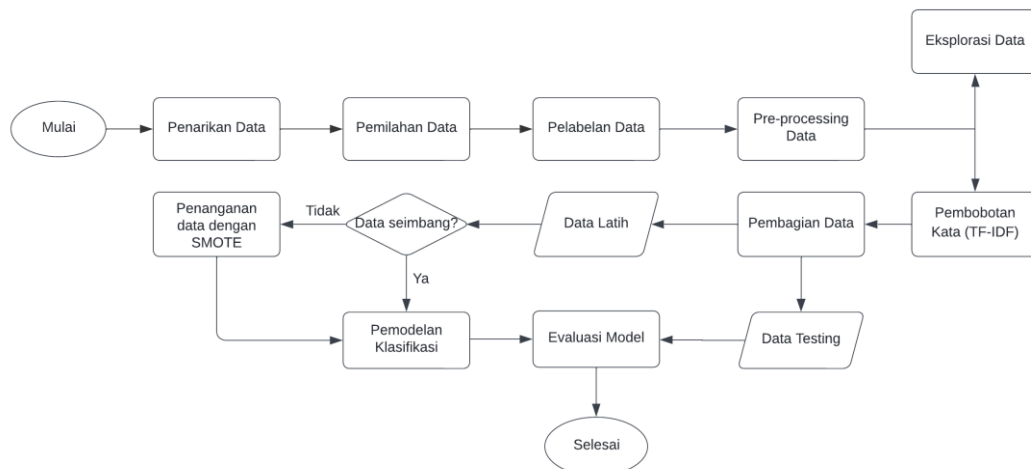 Eksplorasi Data
Mulai
Penarikan Data
Pemilahan Data
Pelabelan Data
Pre-processing
Data
Penanganan
data dengan
SMOTE
Tidak
Data seimbang?
Data Latih
Pembagian Data
Pembobotan
Kata (TF-IDF)
Ya
Pemodelan
Klasifikasi
Evaluasi Model
Data Testing
Selesai